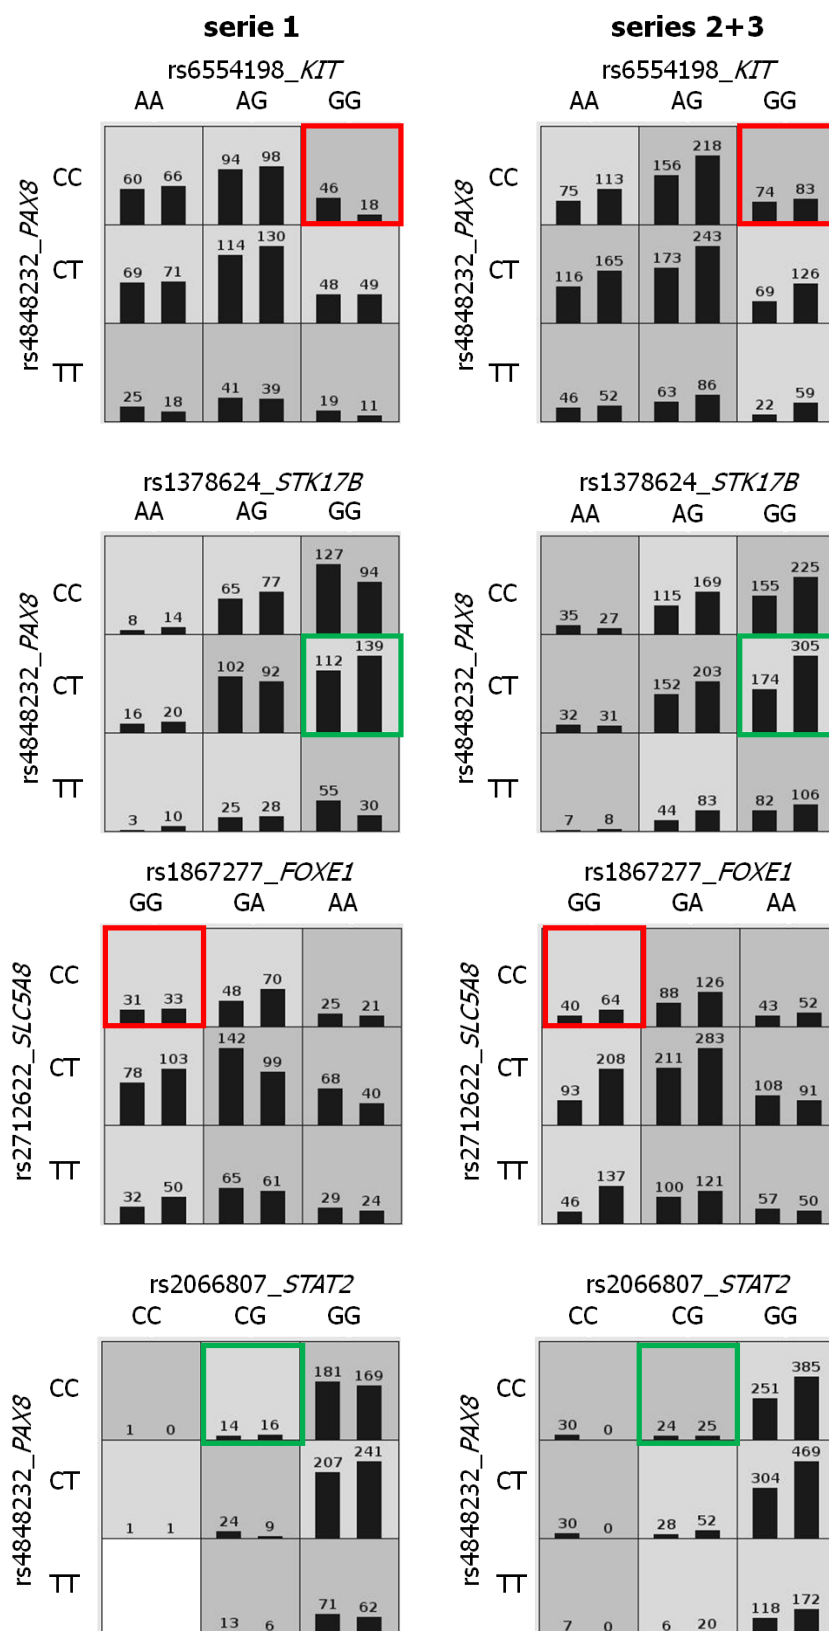 serie 1 series 2+3
rs6554198_KIT rs6554198_KIT
AA AG GG AA AG GG
rs4848232_PAX8 rs4848232_PAX8
CC 60 66 94 98 46 18 CC 75 113 156 218 74 83
CT 69 71 114 130 48 49 CT 116 165 173 243 69 126
TT 25 18 41 39 19 11 TT 46 52 63 86 22 59
rs1378624_STK17B rs1378624_STK17B
AA AG GG AA AG GG
rs4848232_PAX8 rs4848232_PAX8
CC 8 14 65 77 127 94 CC 35 27 115 169 155 225
CT 16 20 102 92 112 139 CT 32 31 152 203 174 305
TT 3 10 25 28 55 30 TT 7 8 44 83 82 106
rs1867277_FOXE1 rs1867277_FOXE1
GG GA AA GG GA AA
rs2712622_SLC5A8 rs2712622_SLC5A8
CC 31 33 48 70 25 21 CC 40 64 88 126 43 52
CT 78 103 142 99 68 40 CT 93 208 211 283 108 91
TT 32 50 65 61 29 24 TT 46 137 100 121 57 50
rs2066807_STAT2 rs2066807_STAT2
CC CG GG CC CG GG
rs4848232_PAX8 rs4848232_PAX8
CC 1 0 14 16 181 169 CC 30 0 24 25 251 385
CT 1 1 24 9 207 241 CT 30 0 28 52 304 469
TT 13 6 71 62 TT 7 0 6 20 118 172